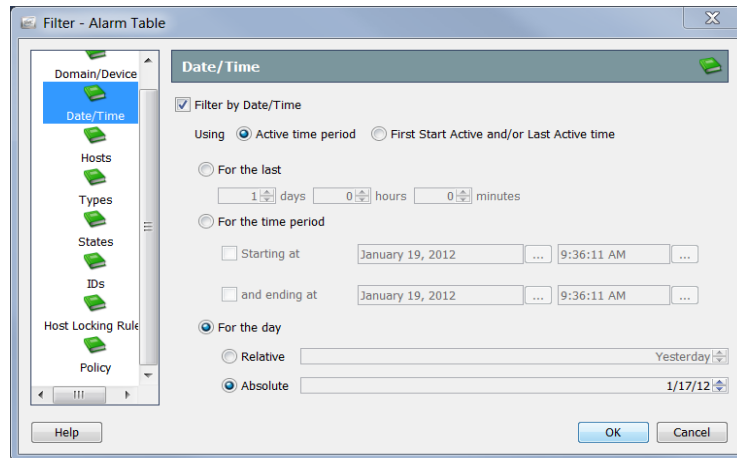 Filter - Alarm Table
Domain/Device
Date/Time
Hosts
Types
States
IDs
Host Locking Rule
Policy
Date/Time
Filter by Date/Time
Using Active time period First Start Active and/or Last Active time
For the last
1 days 0 hours 0 minutes
For the time period
Starting at January 19, 2012 ... 9:36:11 AM ...
and ending at January 19, 2012 ... 9:36:11 AM ...
For the day
Relative Yesterday
Absolute 1/17/12
Help OK Cancel